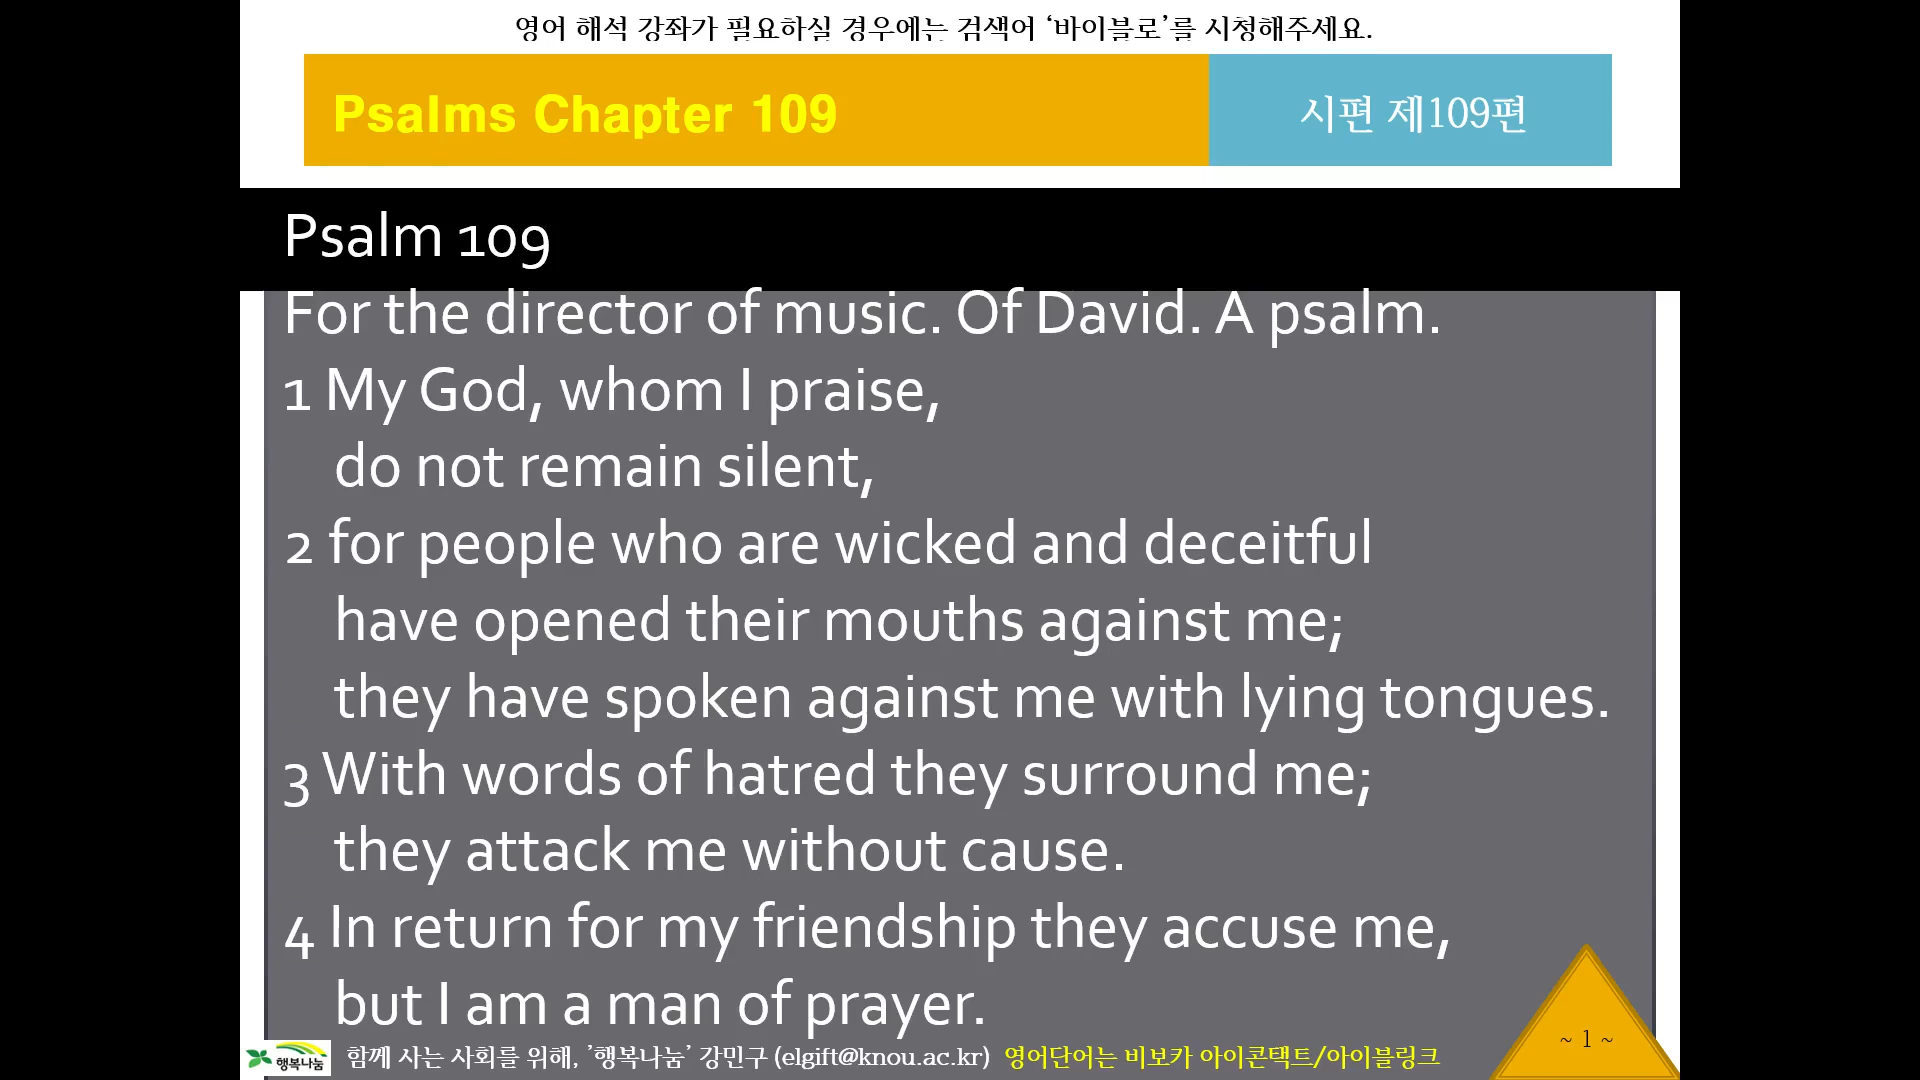 영어 해석 강좌가 필요하실 경우에는 검색어 ‘바이블로’를 시청해주세요.
Psalms Chapter 109
시편 제109편
Psalm 109
For the director of music. Of David. A psalm.
1 My God, whom I praise,
do not remain silent,
2 for people who are wicked and deceitful
have opened their mouths against me;
they have spoken against me with lying tongues.
3 With words of hatred they surround me;
they attack me without cause.
4 In return for my friendship they accuse me,
but I am a man of prayer.
~ 1 ~
행복나눔
함께 사는 사회를 위해, ’행복나눔’ 강민구 (elgift@knou.ac.kr) 영어단어는 비보카 아이콘택트/아이블링크